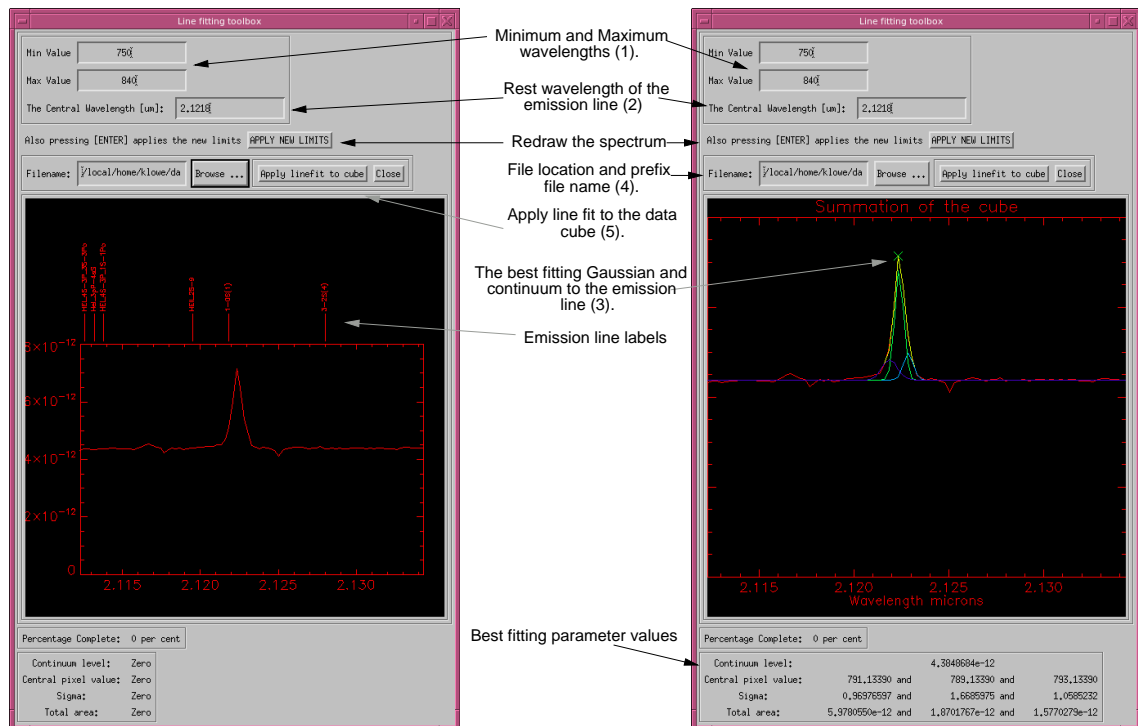 Line fitting toolbox
Min Value 750
Max Value 840
The Central Wavelength [um]: 2.1218
Also pressing [ENTER] applies the new limits APPLY NEW LIMITS
Filename: /local/home/klowe/da Browse ... Apply linefit to cube Close
1-0S(1)
3-2S(4)
8×10^-12
6×10^-12
4×10^-12
2×10^-12
0
2.115 2.120 2.125 2.130
Percentage Complete: 0 per cent
Continuum level: Zero
Central pixel value: Zero
Sigma: Zero
Total area: Zero
Minimum and Maximum
wavelengths (1).
Rest wavelength of the
emission line (2)
Redraw the spectrum
File location and prefix
file name (4).
Apply line fit to the data
cube (5).
The best fitting Gaussian and
continuum to the emission
line (3).
Emission line labels
Best fitting parameter values
Line fitting toolbox
Min Value 750
Max Value 840
The Central Wavelength [um]: 2.1218
Also pressing [ENTER] applies the new limits APPLY NEW LIMITS
Filename: /local/home/klowe/da Browse ... Apply linefit to cube Close
Summation of the cube
2.115 2.120 2.125 2.130
Wavelength microns
Percentage Complete: 0 per cent
Continuum level: 4.3848684e-12
Central pixel value: 791.13390 and 789.13390 and 793.13390
Sigma: 0.96976597 and 1.6685975 and 1.0585232
Total area: 5.9780550e-12 and 1.8701767e-12 and 1.5770279e-12